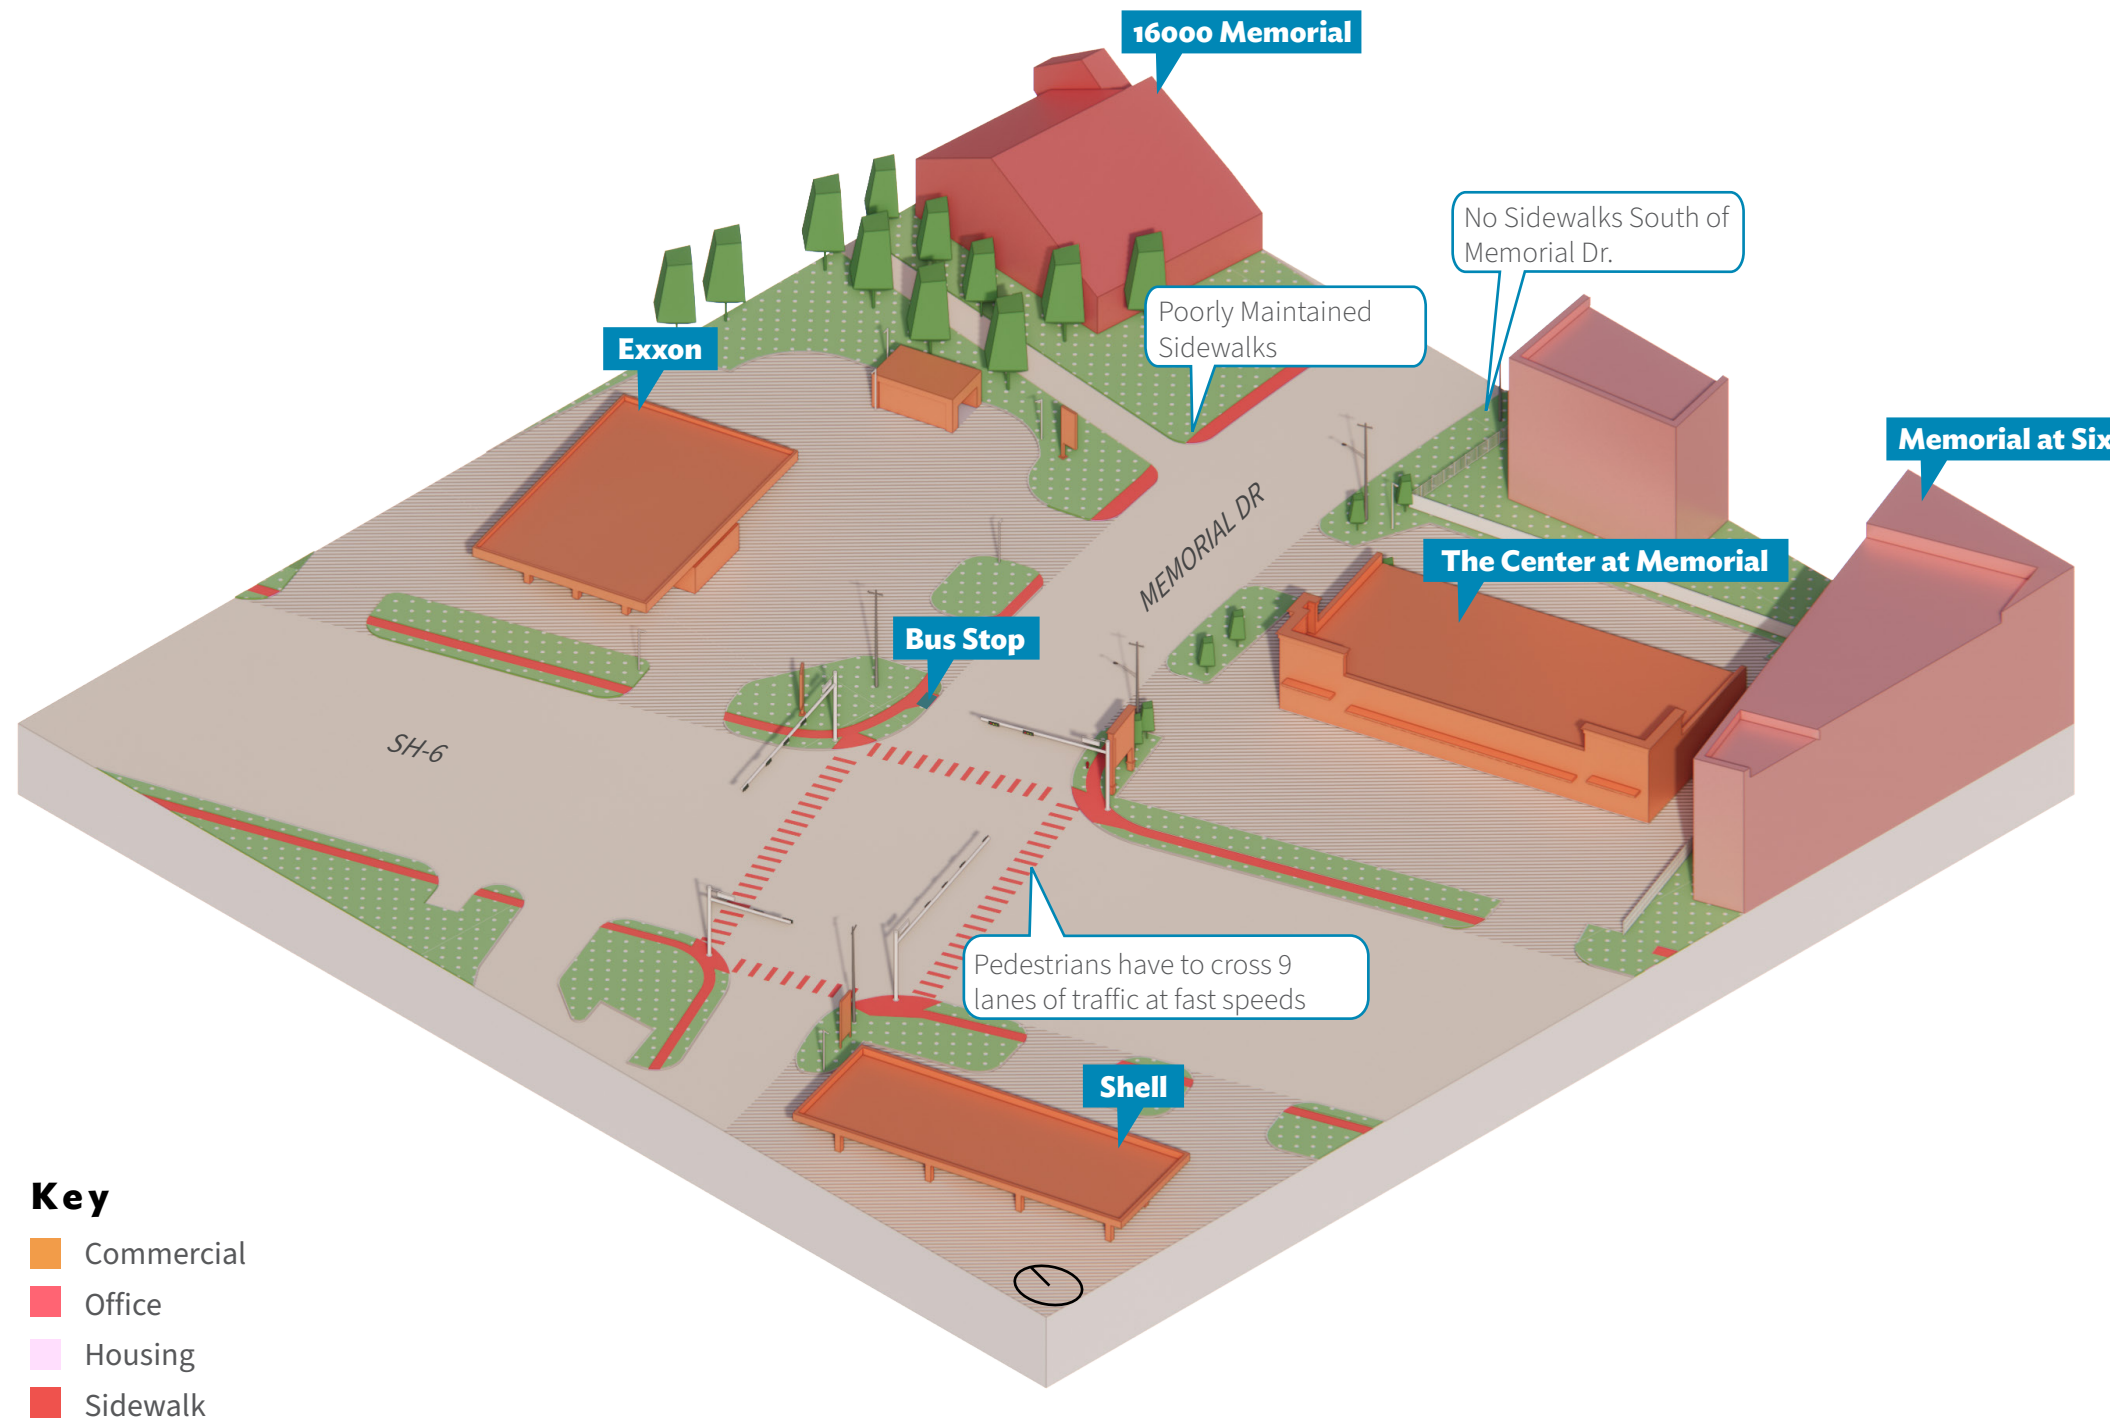 16000 Memorial
No Sidewalks South of
Memorial Dr.
Poorly Maintained
Sidewalks
Exxon
Memorial at Six
MEMORIAL DR
The Center at Memorial
Bus Stop
SH-6
Pedestrians have to cross 9
lanes of traffic at fast speeds
Shell
Key
Commercial
Office
Housing
Sidewalk